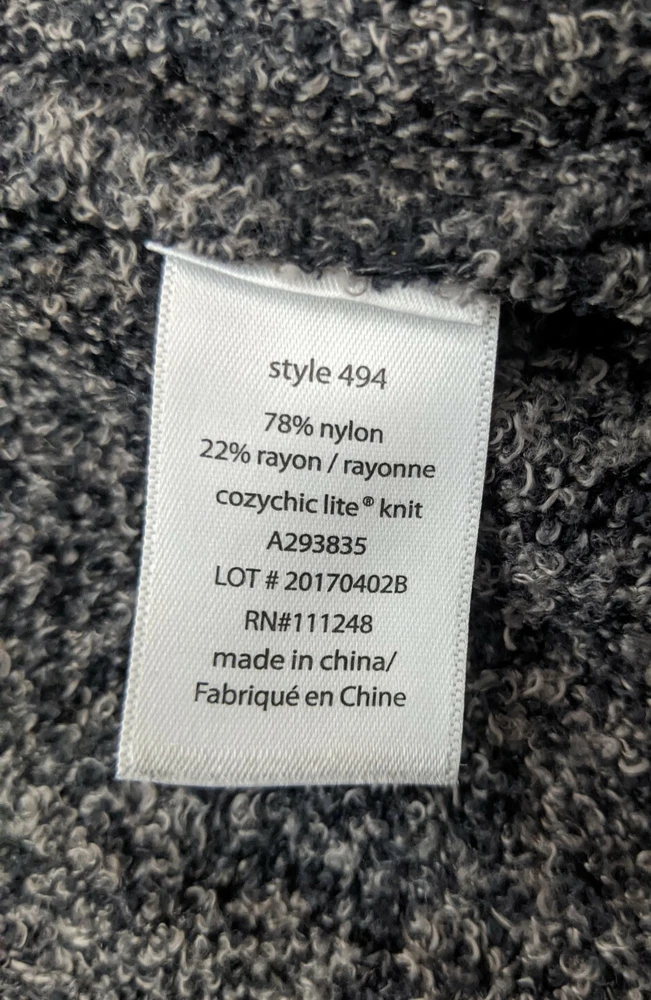 style 494
78% nylon
22% rayon / rayonne
cozychic lite® knit
A293835
LOT # 20170402B
RN#111248
made in china/
Fabriqué en Chine